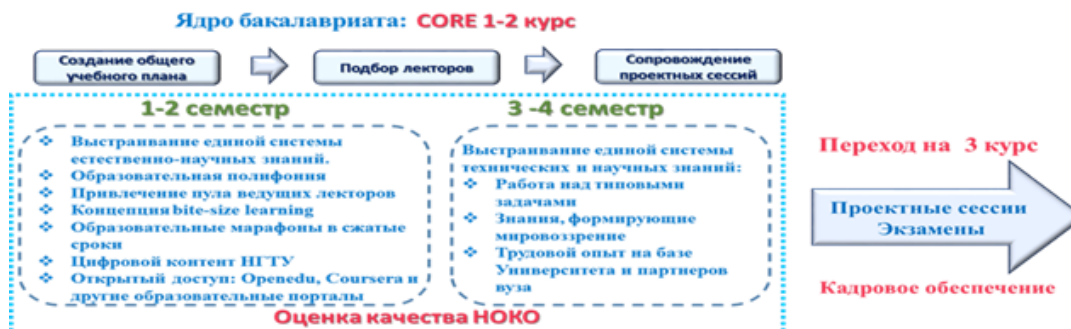 Ядро бакалавриата: CORE 1-2 курс
Создание общего
учебного плана
Подбор лекторов
Сопровождение
проектных сессий
1-2 семестр
❖ Выстраивание единой системы
естественно-научных знаний.
❖ Образовательная полифония
❖ Привлечение пула ведущих лекторов
❖ Концепция bite-size learning
❖ Образовательные марафоны в сжатые
сроки
❖ Цифровой контент НГТУ
❖ Открытый доступ: Openedu, Coursera и
другие образовательные порталы
3 -4 семестр
Выстраивание единой системы
технических и научных знаний:
❖ Работа над типовыми
задачами
❖ Знания, формирующие
мировоззрение
❖ Трудовой опыт на базе
Университета и партнеров
вуза
Оценка качества НОКО
Переход на 3 курс
Проектные сессии
Экзамены
Кадровое обеспечение